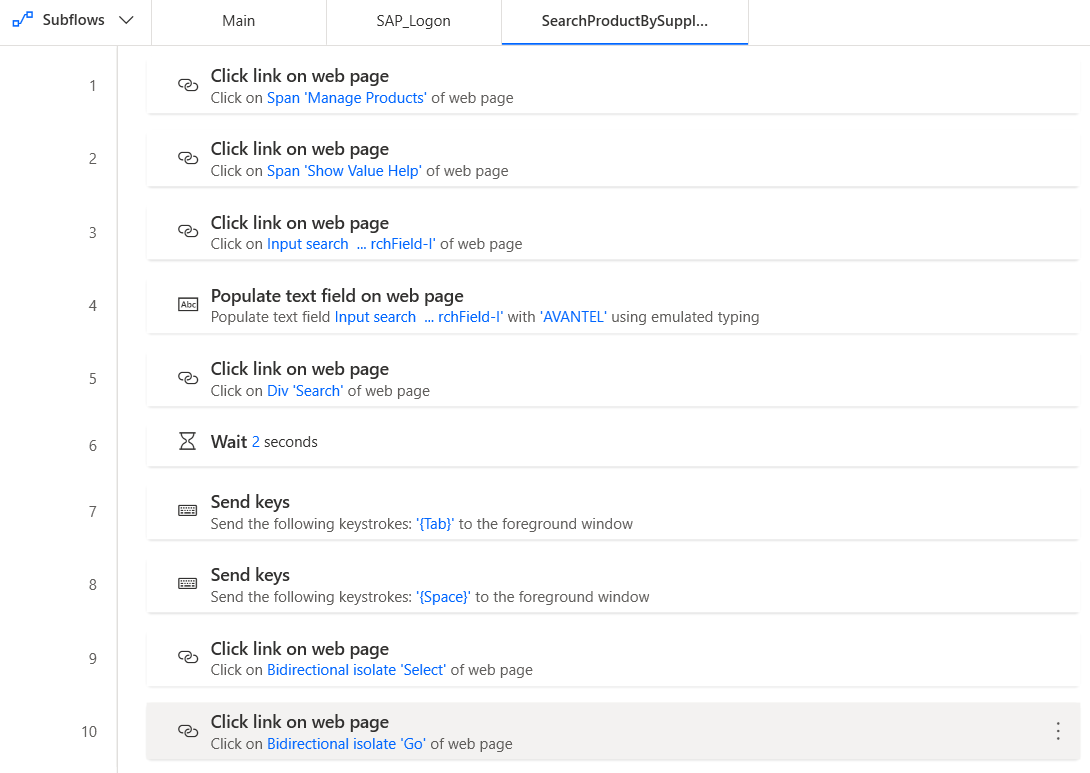 Subflows
Main
SAP_Logon
SearchProductBySuppl...
1
Click link on web page
Click on Span 'Manage Products' of web page
2
Click link on web page
Click on Span 'Show Value Help' of web page
3
Click link on web page
Click on Input search  ... rchField-I' of web page
4
Abc
Populate text field on web page
Populate text field Input search  ... rchField-I' with 'AVANTEL' using emulated typing
5
Click link on web page
Click on Div 'Search' of web page
6
Wait 2 seconds
7
Send keys
Send the following keystrokes: '{Tab}' to the foreground window
8
Send keys
Send the following keystrokes: '{Space}' to the foreground window
9
Click link on web page
Click on Bidirectional isolate 'Select' of web page
10
Click link on web page
Click on Bidirectional isolate 'Go' of web page